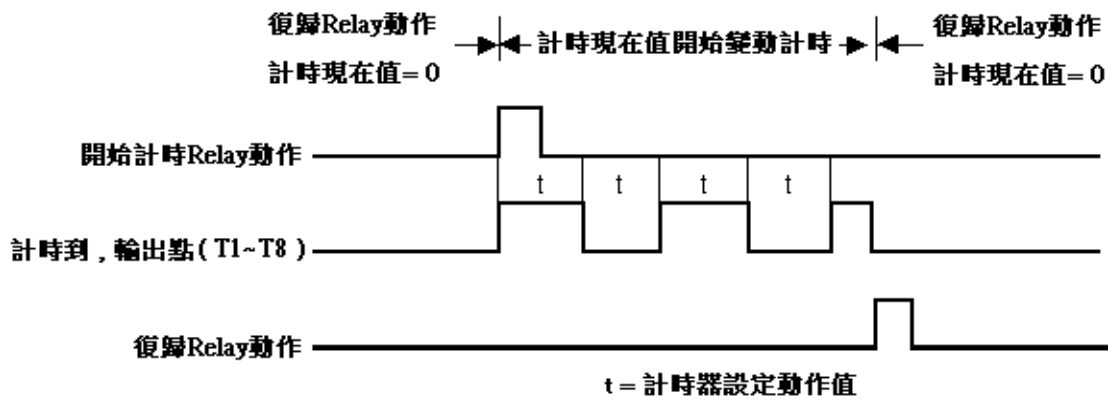 復歸Relay動作
計時現在值=0
計時現在值開始變動計時
復歸Relay動作
計時現在值=0
開始計時Relay動作
t t t t
計時到,輸出點(T1~T8)
復歸Relay動作
t=計時器設定動作值